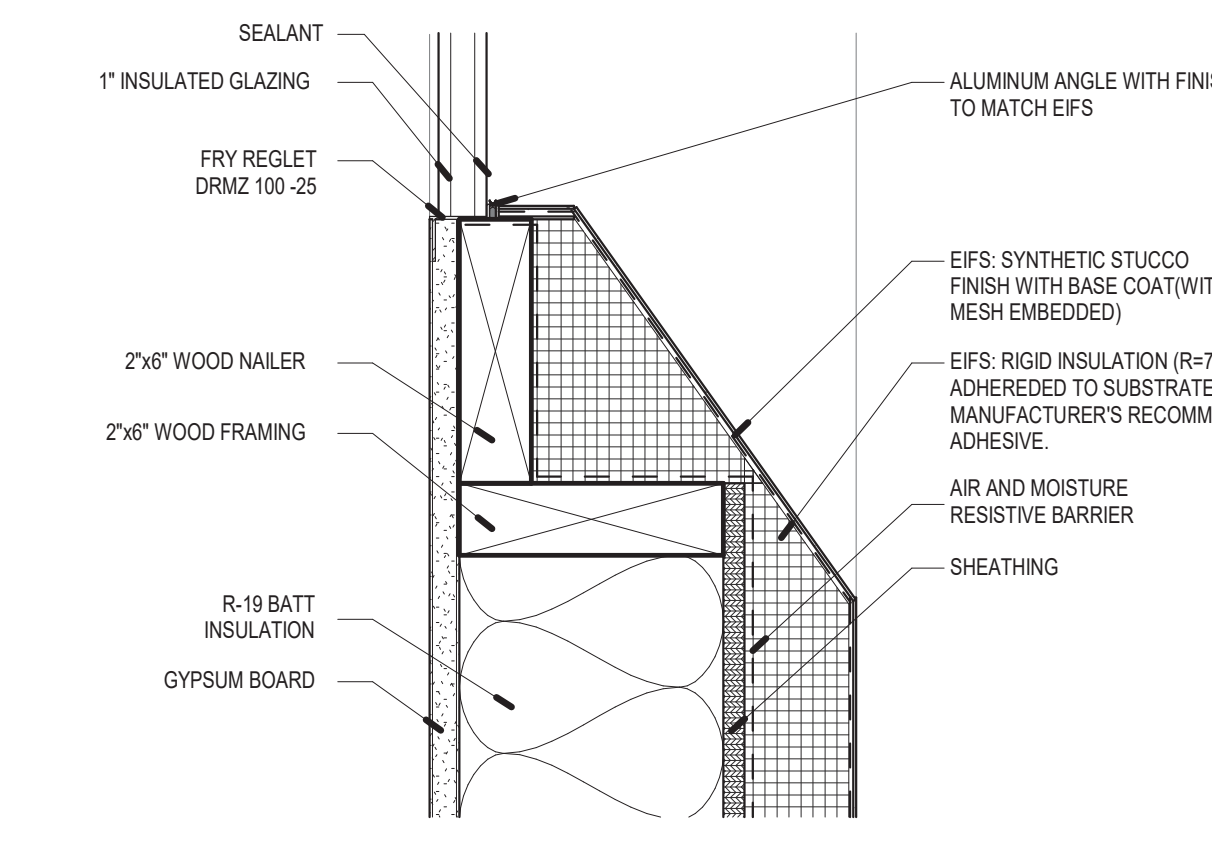 SEALANT
1" INSULATED GLAZING
FRY REGLET
DRMZ 100 -25
2"x6" WOOD NAILER
2"x6" WOOD FRAMING
R-19 BATT
INSULATION
GYPSUM BOARD
ALUMINUM ANGLE WITH
TO MATCH EIFS
EIFS: SYNTHETIC STUCCO
FINISH WITH BASE COAT(WIT
MESH EMBEDDED)
EIFS: RIGID INSULATION (R=7
ADHEREDED TO SUBSTRATE
MANUFACTURER'S RECOMM
ADHESIVE.
AIR AND MOISTURE
RESISTIVE BARRIER
SHEATHING